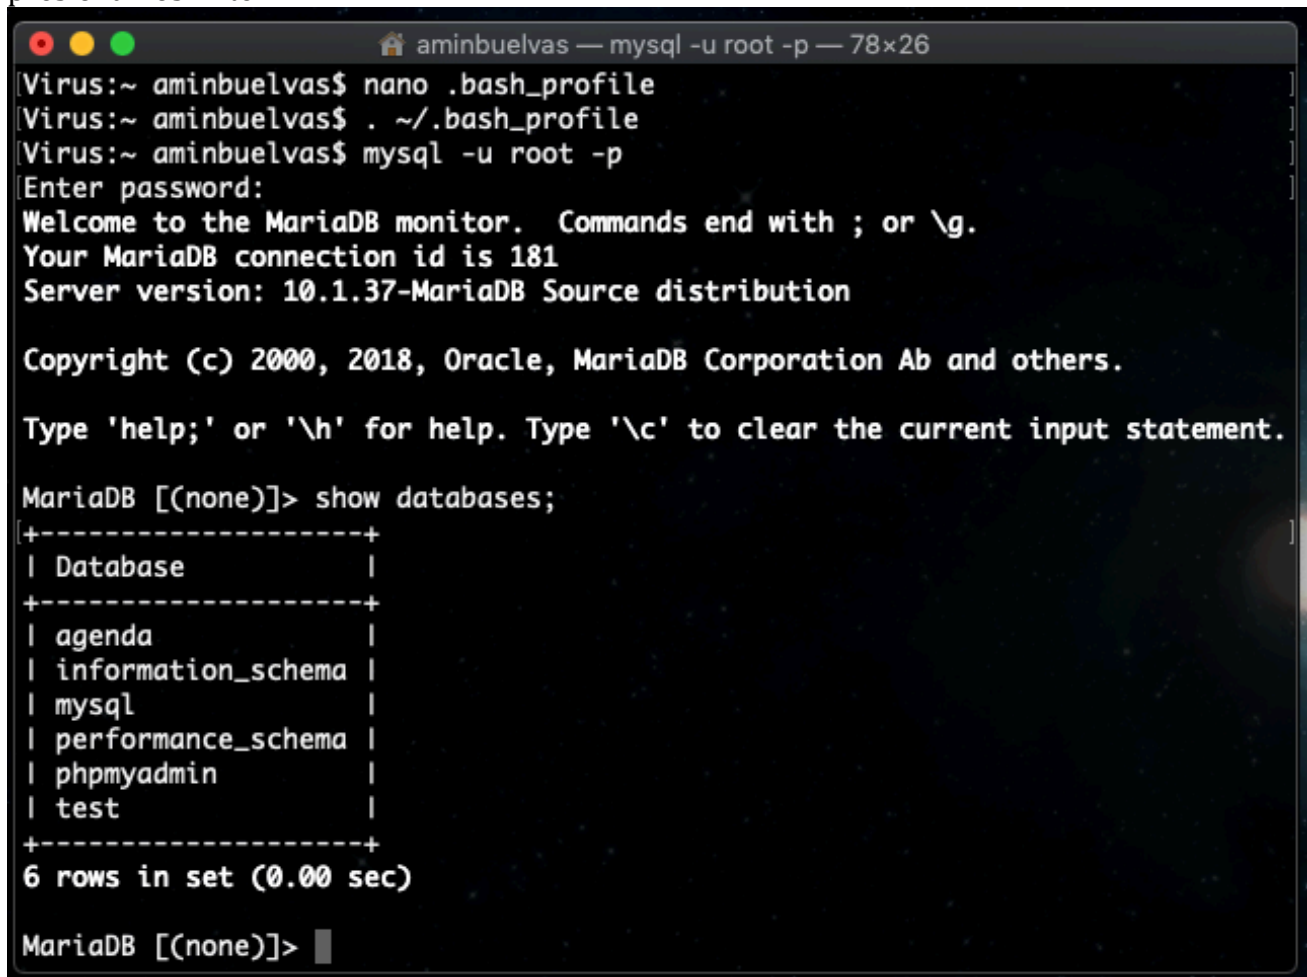 aminbuelvas — mysql -u root -p — 78×26
[Virus:~ aminbuelvas$ nano .bash_profile ]
[Virus:~ aminbuelvas$ . ~/.bash_profile ]
[Virus:~ aminbuelvas$ mysql -u root -p ]
[Enter password: ]
Welcome to the MariaDB monitor.  Commands end with ; or \g.
Your MariaDB connection id is 181
Server version: 10.1.37-MariaDB Source distribution

Copyright (c) 2000, 2018, Oracle, MariaDB Corporation Ab and others.

Type 'help;' or '\h' for help. Type '\c' to clear the current input statement.

MariaDB [(none)]> show databases;
[+--------------------+ ]
| Database           |
+--------------------+
| agenda             |
| information_schema |
| mysql              |
| performance_schema |
| phpmyadmin         |
| test               |
+--------------------+
6 rows in set (0.00 sec)

MariaDB [(none)]>